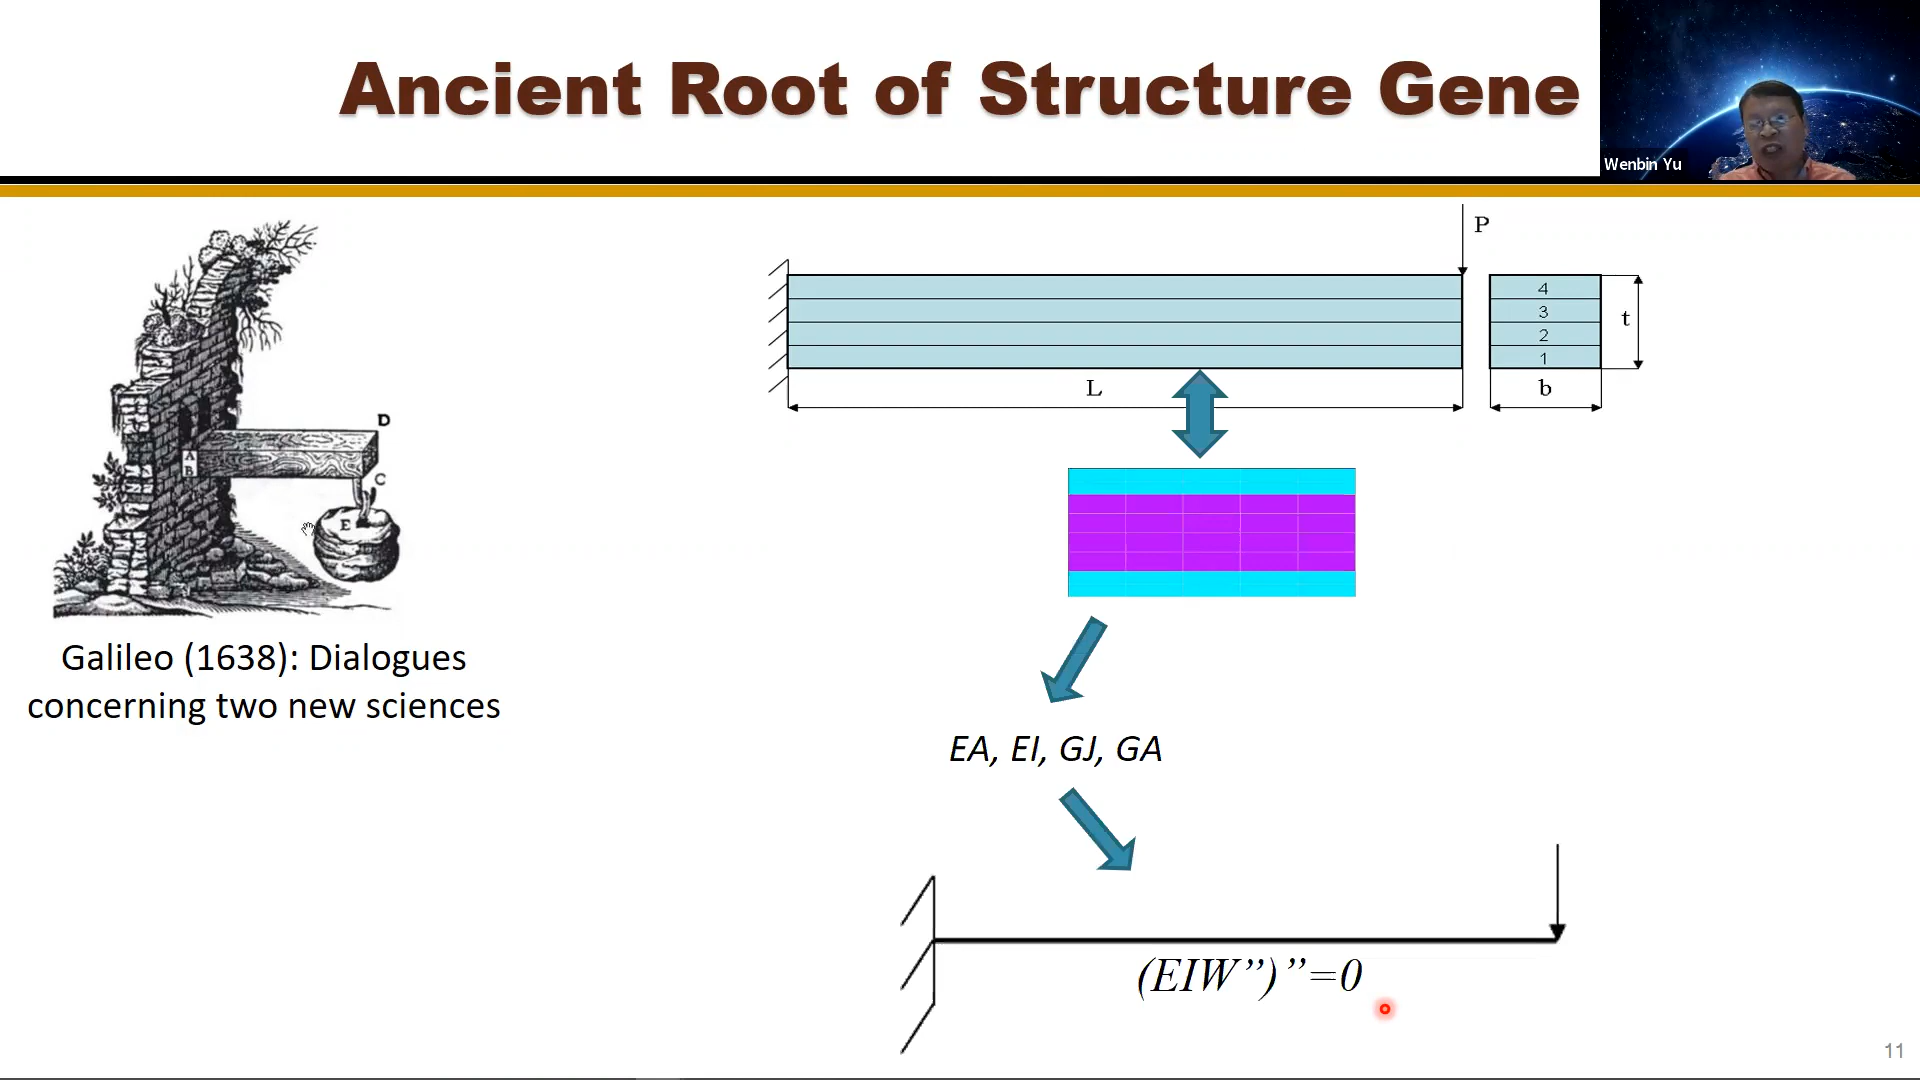 Ancient Root of Structure Gene
Wenbin Yu
D
A
B
C
E
Galileo (1638): Dialogues
concerning two new sciences
P
4
3
2
1
t
L
b
EA, EI, GJ, GA
(EIW’’)’’=0
11